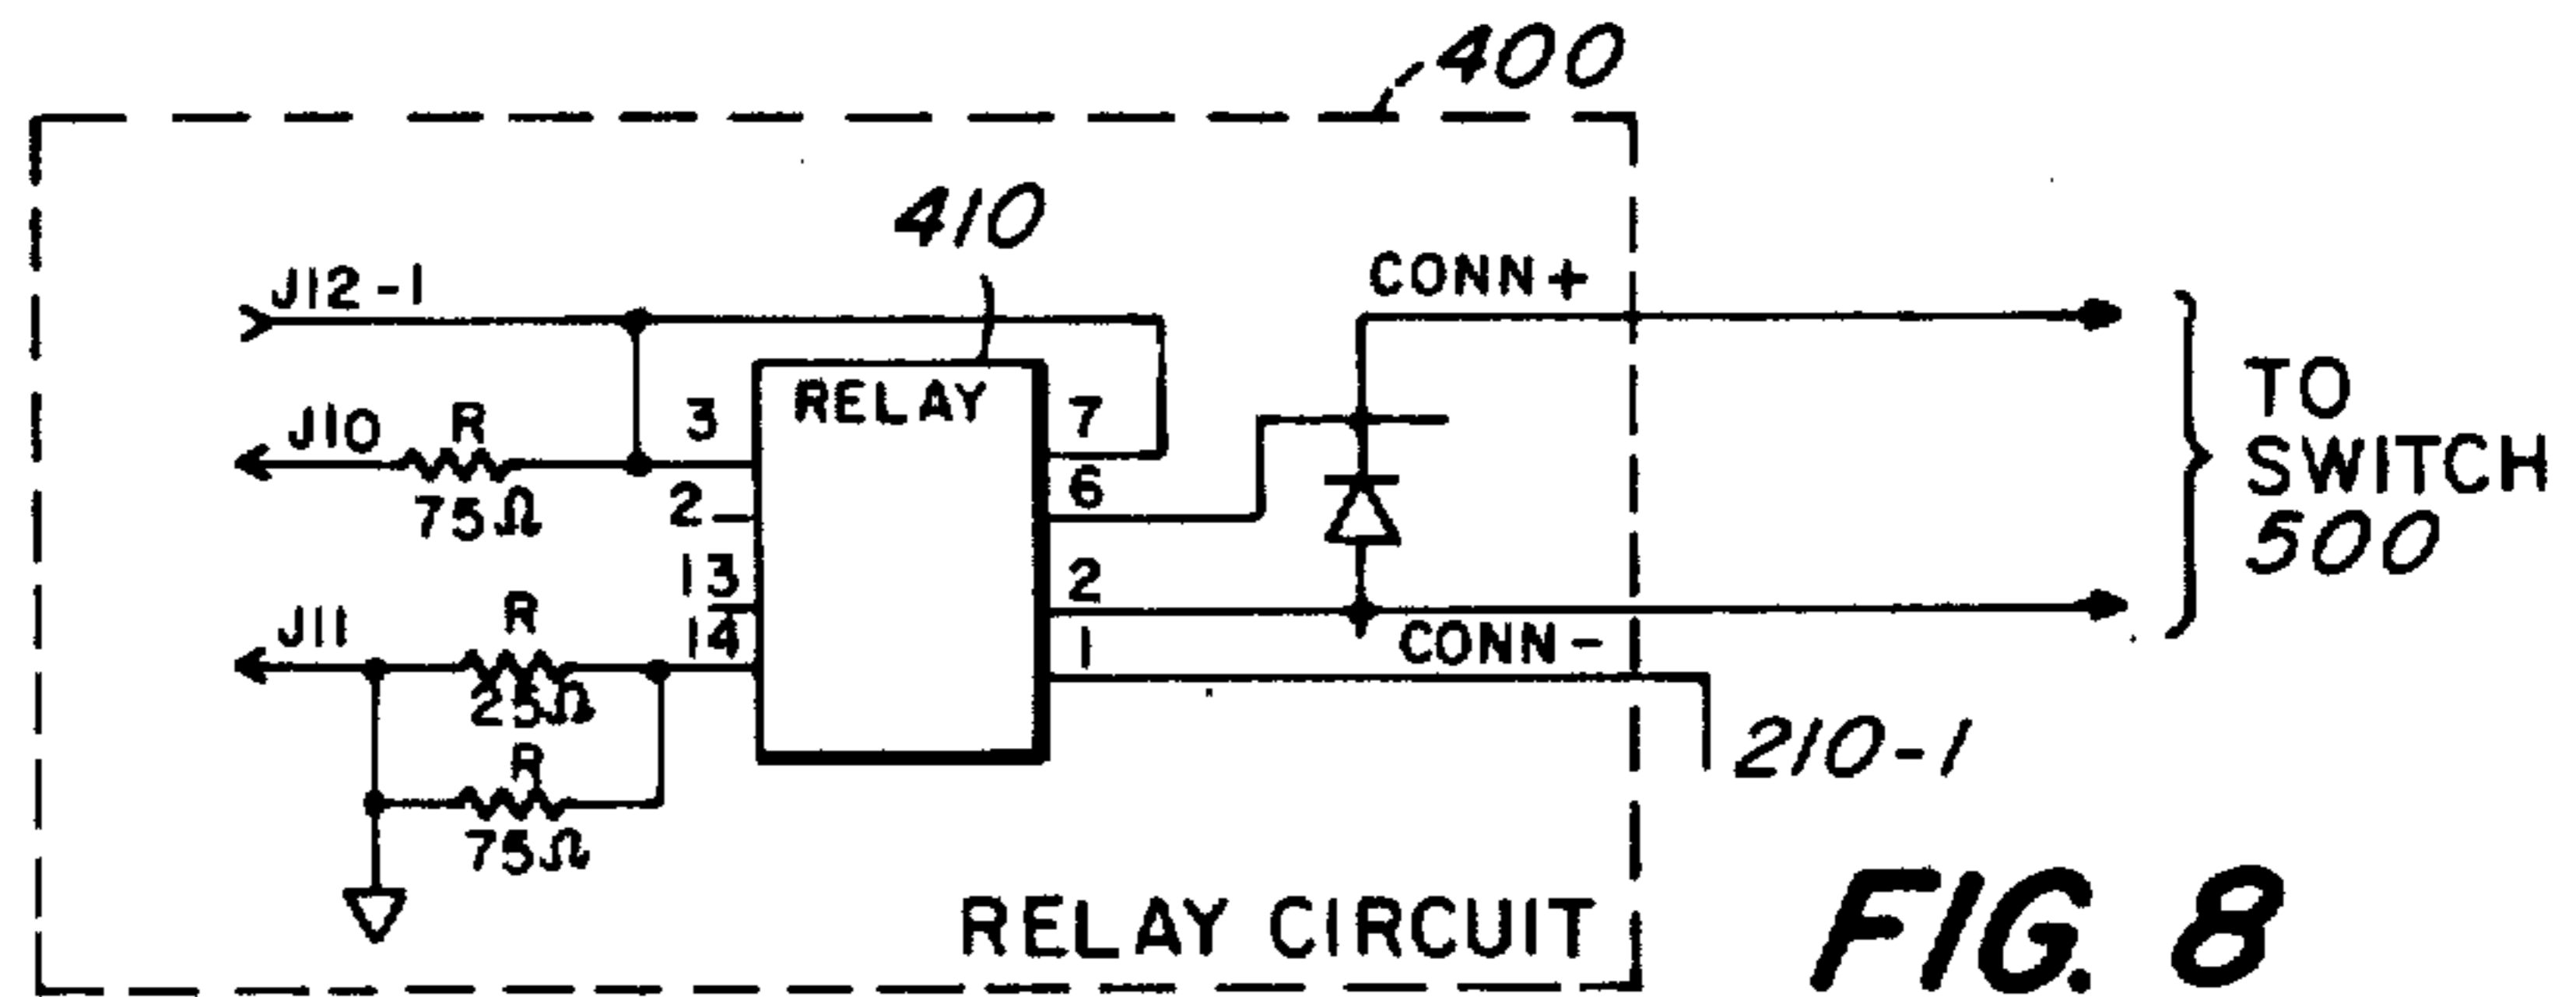 400
410
J12-1
CONN+
RELAY
J10
R
75Ω
3
2
13
14
7
6
2
1
J11
R
25Ω
R
75Ω
CONN-
TO
SWITCH
500
210-1
RELAY CIRCUIT
FIG. 8